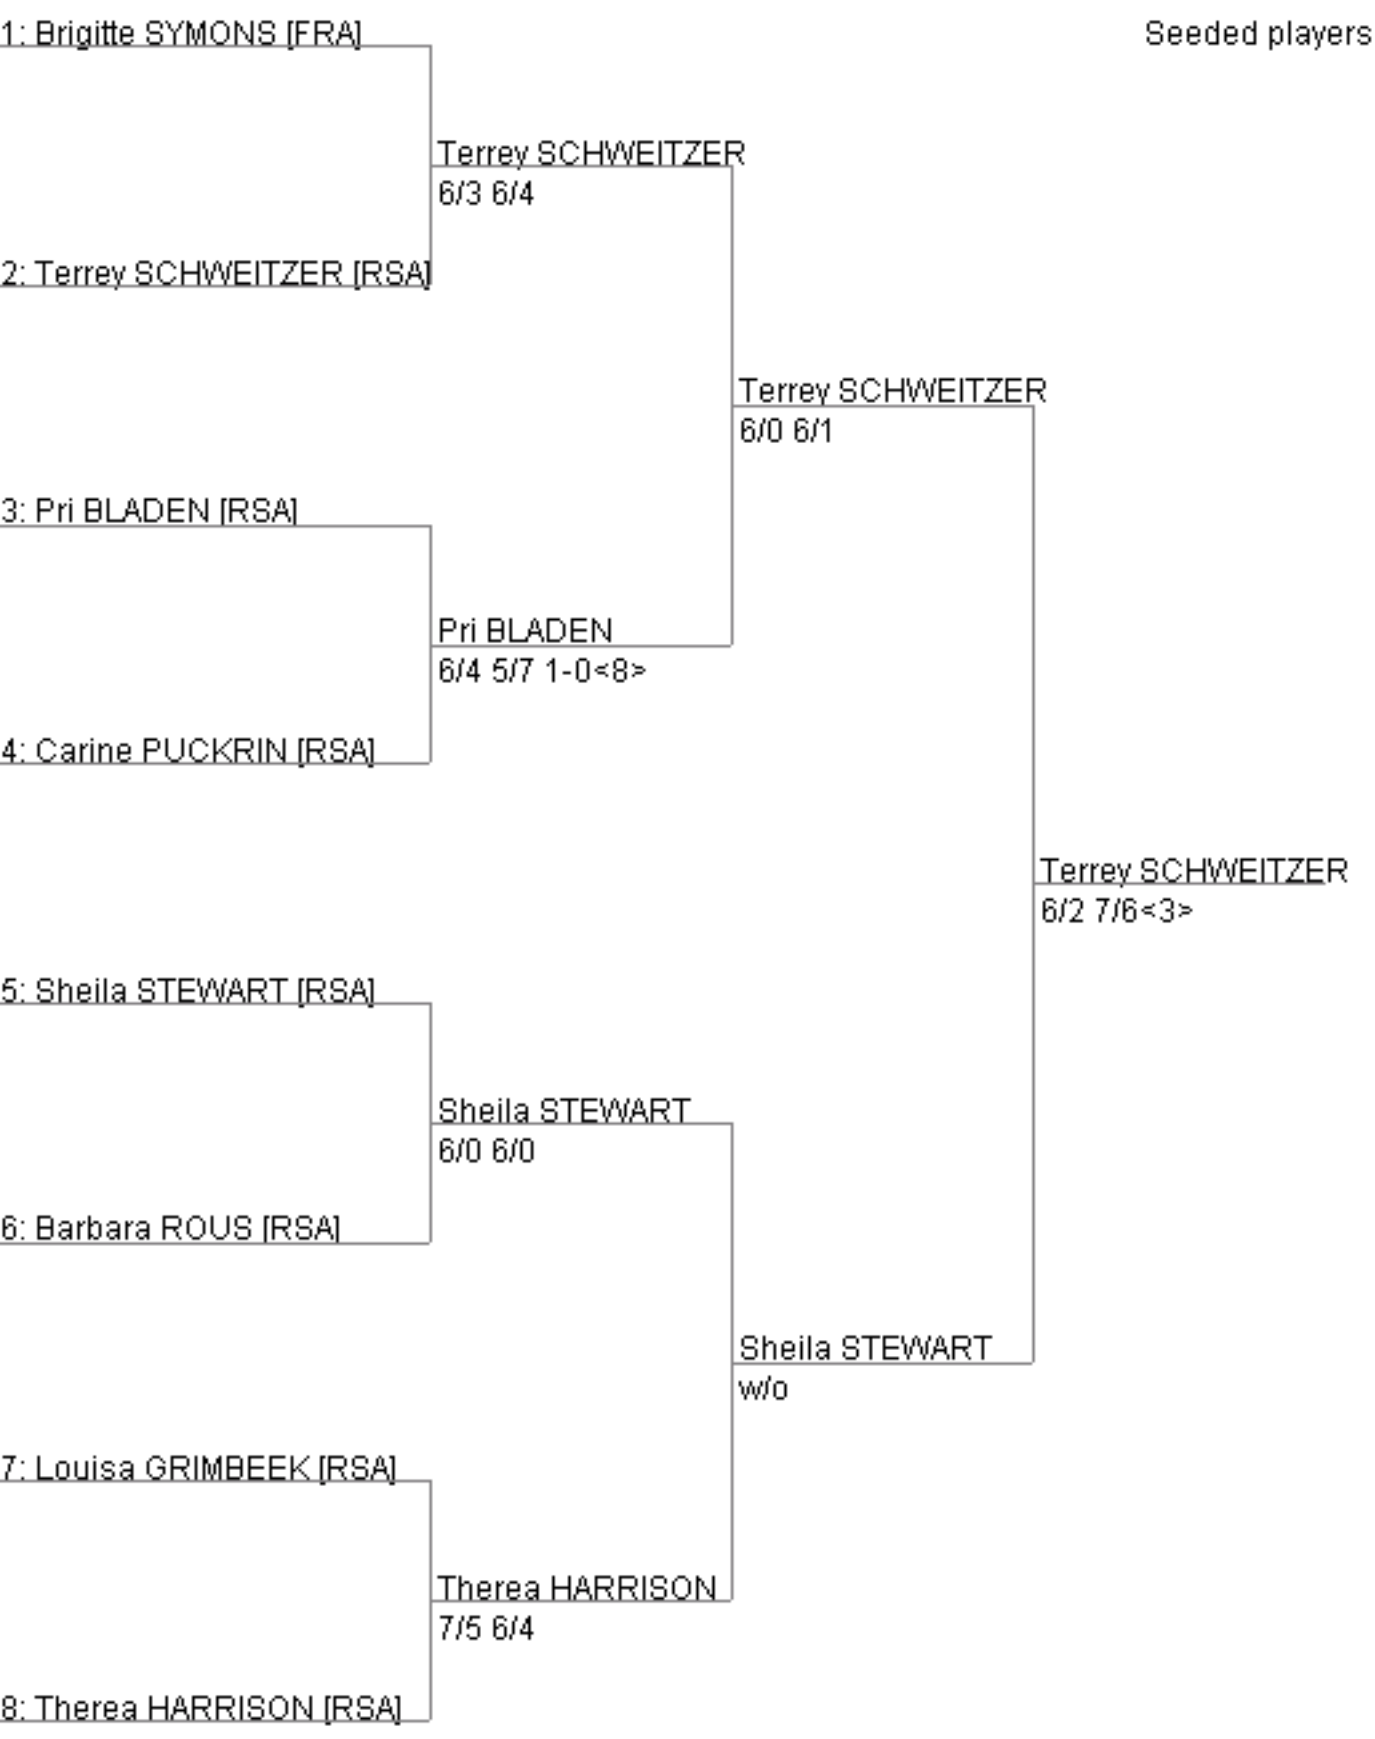 1: Brigitte SYMONS [FRA]
Seeded players
Terrey SCHWEITZER
6/3 6/4
2: Terrey SCHWEITZER [RSA]
Terrey SCHWEITZER
6/0 6/1
3: Pri BLADEN [RSA]
Pri BLADEN
6/4 5/7 1-0<8>
4: Carine PUCKRIN [RSA]
Terrey SCHWEITZER
6/2 7/6<3>
5: Sheila STEWART [RSA]
Sheila STEWART
6/0 6/0
6: Barbara ROUS [RSA]
Sheila STEWART
w/o
7: Louisa GRIMBEEK [RSA]
Therea HARRISON
7/5 6/4
8: Therea HARRISON [RSA]